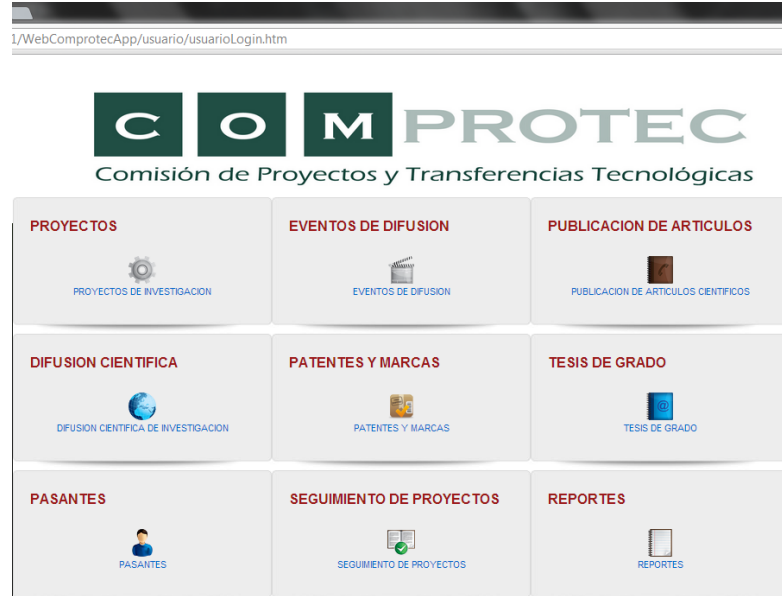 1/WebComprotecApp/usuario/usuarioLogin.htm
COMPROTEC
Comisión de Proyectos y Transferencias Tecnológicas
PROYECTOS
PROYECTOS DE INVESTIGACION
EVENTOS DE DIFUSION
EVENTOS DE DIFUSION
PUBLICACION DE ARTICULOS
PUBLICACION DE ARTICULOS CIENTIFICOS
DIFUSION CIENTIFICA
DIFUSION CIENTIFICA DE INVESTIGACION
PATENTES Y MARCAS
PATENTES Y MARCAS
TESIS DE GRADO
@
TESIS DE GRADO
PASANTES
PASANTES
SEGUIMIENTO DE PROYECTOS
SEGUIMIENTO DE PROYECTOS
REPORTES
REPORTES